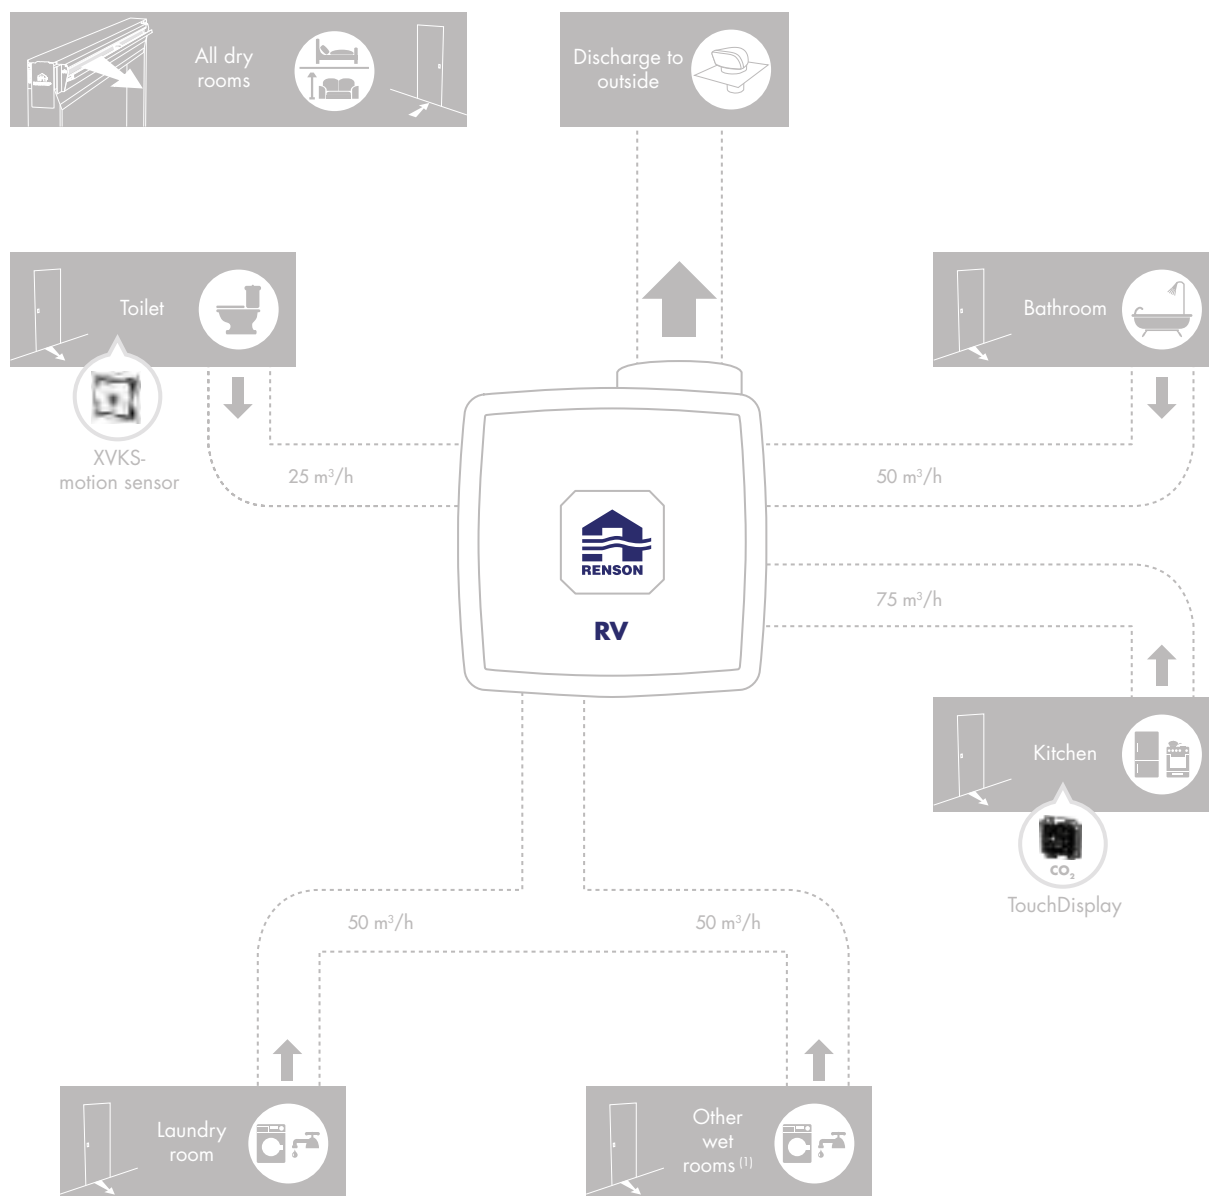 All dry
rooms
Discharge to
outside
Toilet
Bathroom
XVKS-
motion sensor
25 m³/h
50 m³/h
RENSON
RV
75 m³/h
Kitchen
CO₂
TouchDisplay
50 m³/h
50 m³/h
Laundry
room
Other
wet
rooms ⁽¹⁾